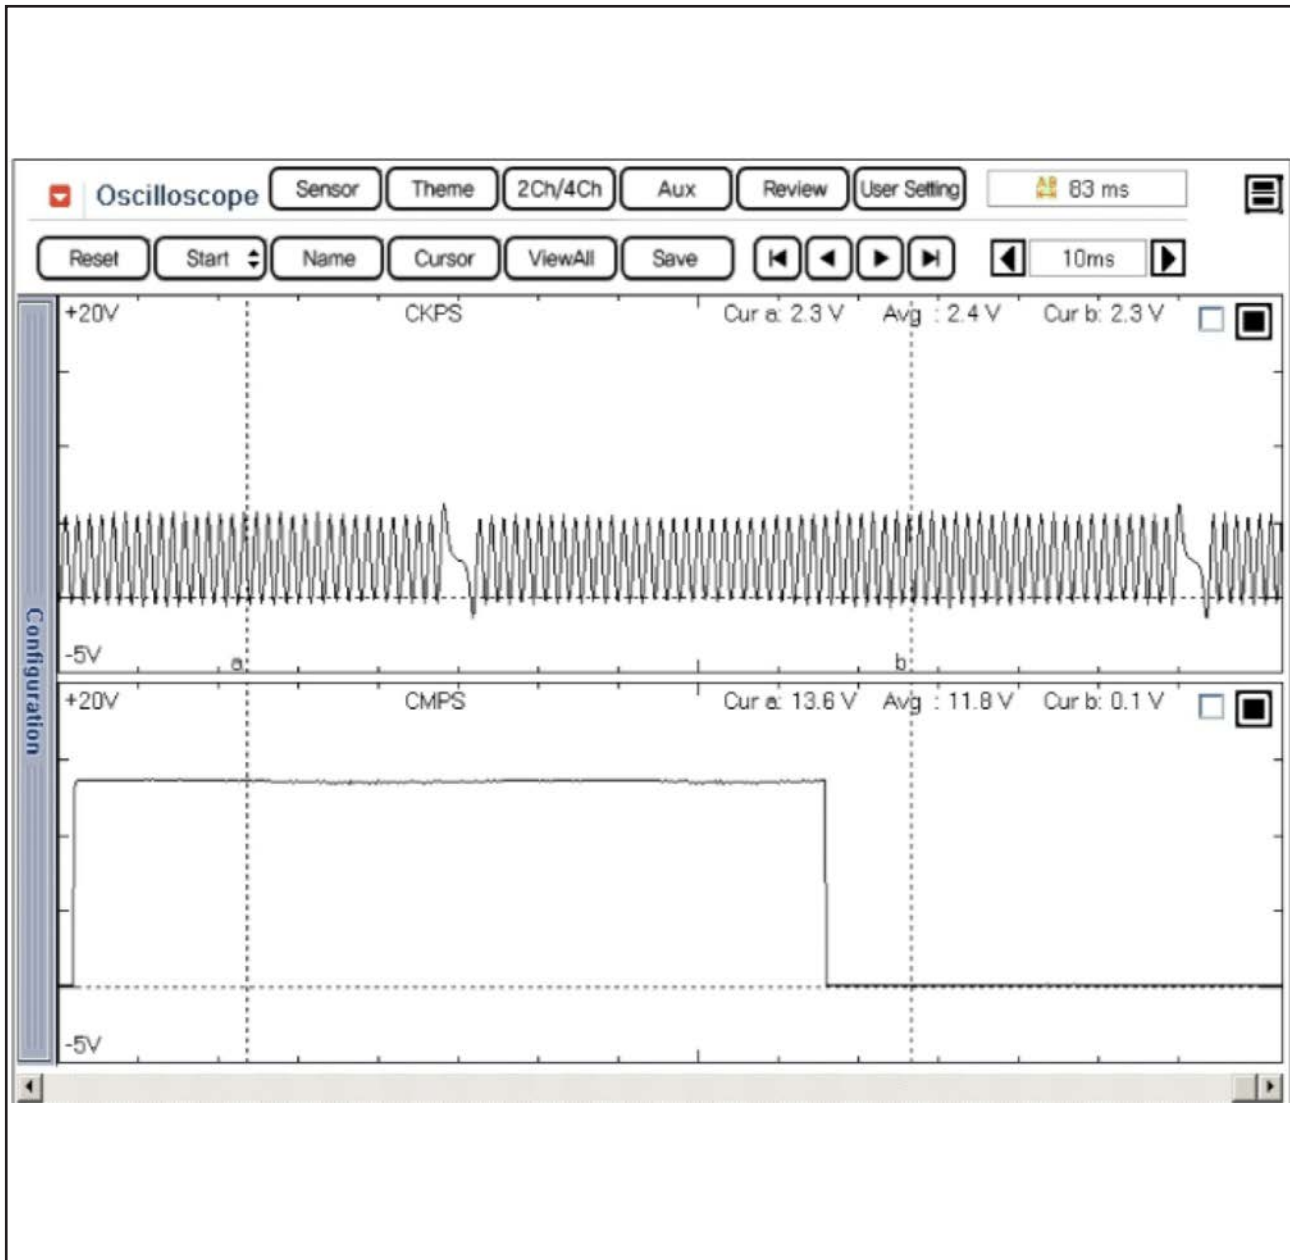 Oscilloscope Sensor Theme 2Ch/4Ch Aux Review User Setting AB 83 ms
Reset Start Name Cursor ViewAll Save 10ms
+20V CKPS Cur a: 2.3 V Avg : 2.4 V Cur b: 2.3 V
-5V a b
Configuration
+20V CMPS Cur a: 13.6 V Avg : 11.8 V Cur b: 0.1 V
-5V